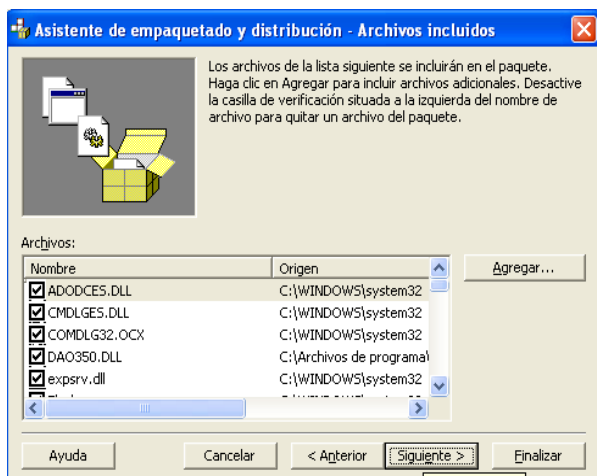 Asistente de empaquetado y distribución - Archivos incluidos
Los archivos de la lista siguiente se incluirán en el paquete.
Haga clic en Agregar para incluir archivos adicionales. Desactive
la casilla de verificación situada a la izquierda del nombre de
archivo para quitar un archivo del paquete.
Archivos:
Nombre Origen
Agregar...
ADODCES.DLL C:\WINDOWS\system32
CMDLGES.DLL C:\WINDOWS\system32
COMDLG32.OCX C:\WINDOWS\system32
DAO350.DLL C:\Archivos de programa\
expsrv.dll C:\WINDOWS\system32
Ayuda Cancelar < Anterior Siguiente > Finalizar